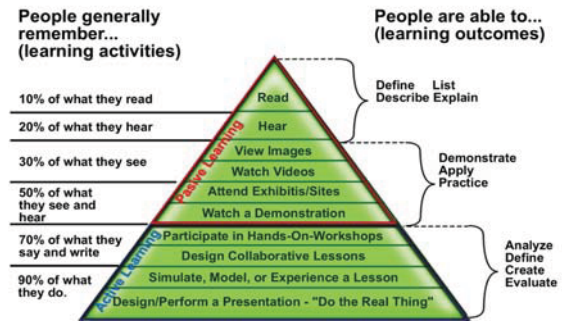 People generally
remember...
(learning activities)
People are able to...
(learning outcomes)
10% of what they read
20% of what they hear
30% of what they see
50% of what
they see and
hear
70% of what they
say and write
90% of what
they do.
Read
Hear
View Images
Watch Videos
Attend Exhibitis/Sites
Watch a Demonstration
Participate in Hands-On-Workshops
Design Collaborative Lessons
Simulate, Model, or Experience a Lesson
Design/Perform a Presentation - "Do the Real Thing"
Pasive Learning
Active Learning
Define List
Describe Explain
Demonstrate
Apply
Practice
Analyze
Define
Create
Evaluate